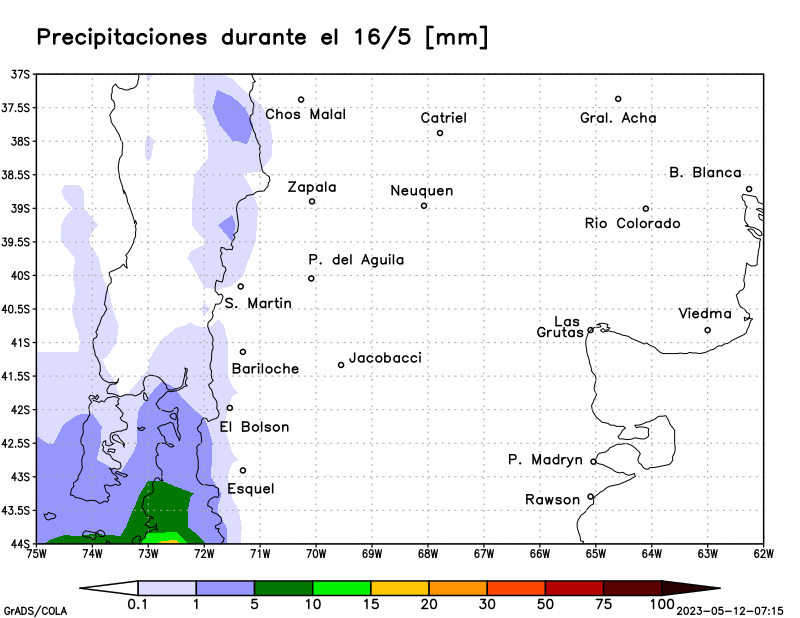 Precipitaciones durante el 16/5 [mm]
37S
37.5S
Chos Malal
Catriel
Gral. Acha
38S
38.5S
B. Blanca
Zapala
Neuquen
39S
Rio Colorado
39.5S
P. del Aguila
40S
S. Martin
40.5S
Viedma
Las
Grutas
41S
Jacobacci
Bariloche
41.5S
42S
El Bolson
42.5S
P. Madryn
43S
Esquel
Rawson
43.5S
44S
75W 74W 73W 72W 71W 70W 69W 68W 67W 66W 65W 64W 63W 62W
0.1 1 5 10 15 20 30 50 75 100
GrADS/COLA
2023-05-12-07:15